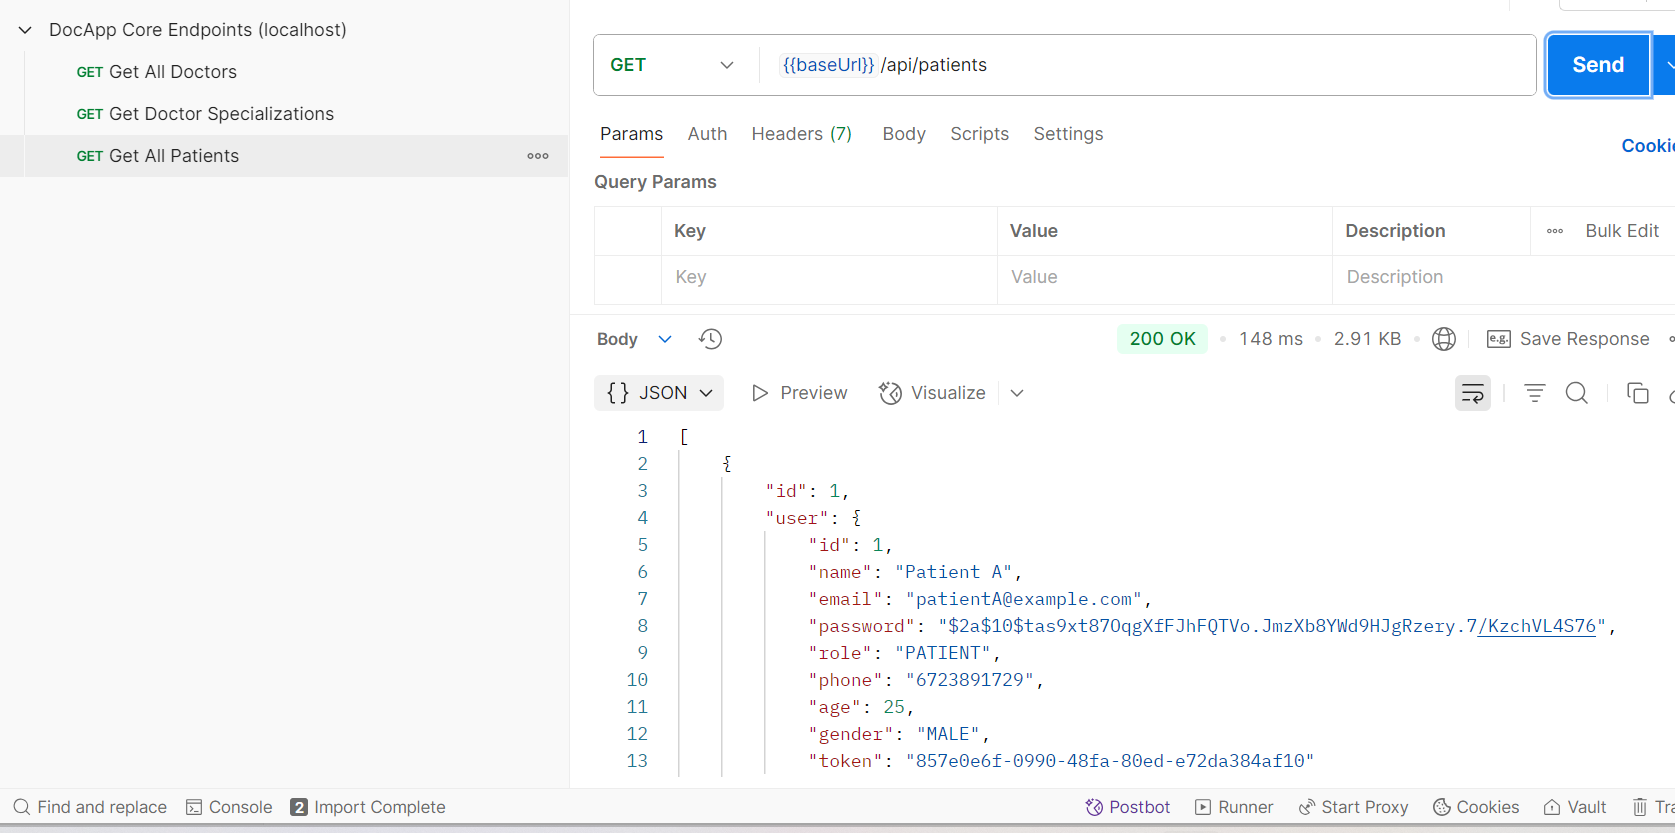 DocApp Core Endpoints (localhost)
GET Get All Doctors
GET Get Doctor Specializations
GET Get All Patients
GET {{baseUrl}} /api/patients
Send
Params Auth Headers (7) Body Scripts Settings
Cookie
Query Params
Key Value Description Bulk Edit
Key Value Description
Body 200 OK 148 ms 2.91 KB e.g. Save Response
{} JSON Preview Visualize
1 [
2 {
3 "id": 1,
4 "user": {
5 "id": 1,
6 "name": "Patient A",
7 "email": "patientA@example.com",
8 "password": "$2a$10$tas9xt87OqgXfFJhFQTVo.JmzXb8YWd9HJgRzery.7/KzchVL4S76",
9 "role": "PATIENT",
10 "phone": "6723891729",
11 "age": 25,
12 "gender": "MALE",
13 "token": "857e0e6f-0990-48fa-80ed-e72da384af10"
Find and replace Console 2 Import Complete Postbot Runner Start Proxy Cookies Vault Tra